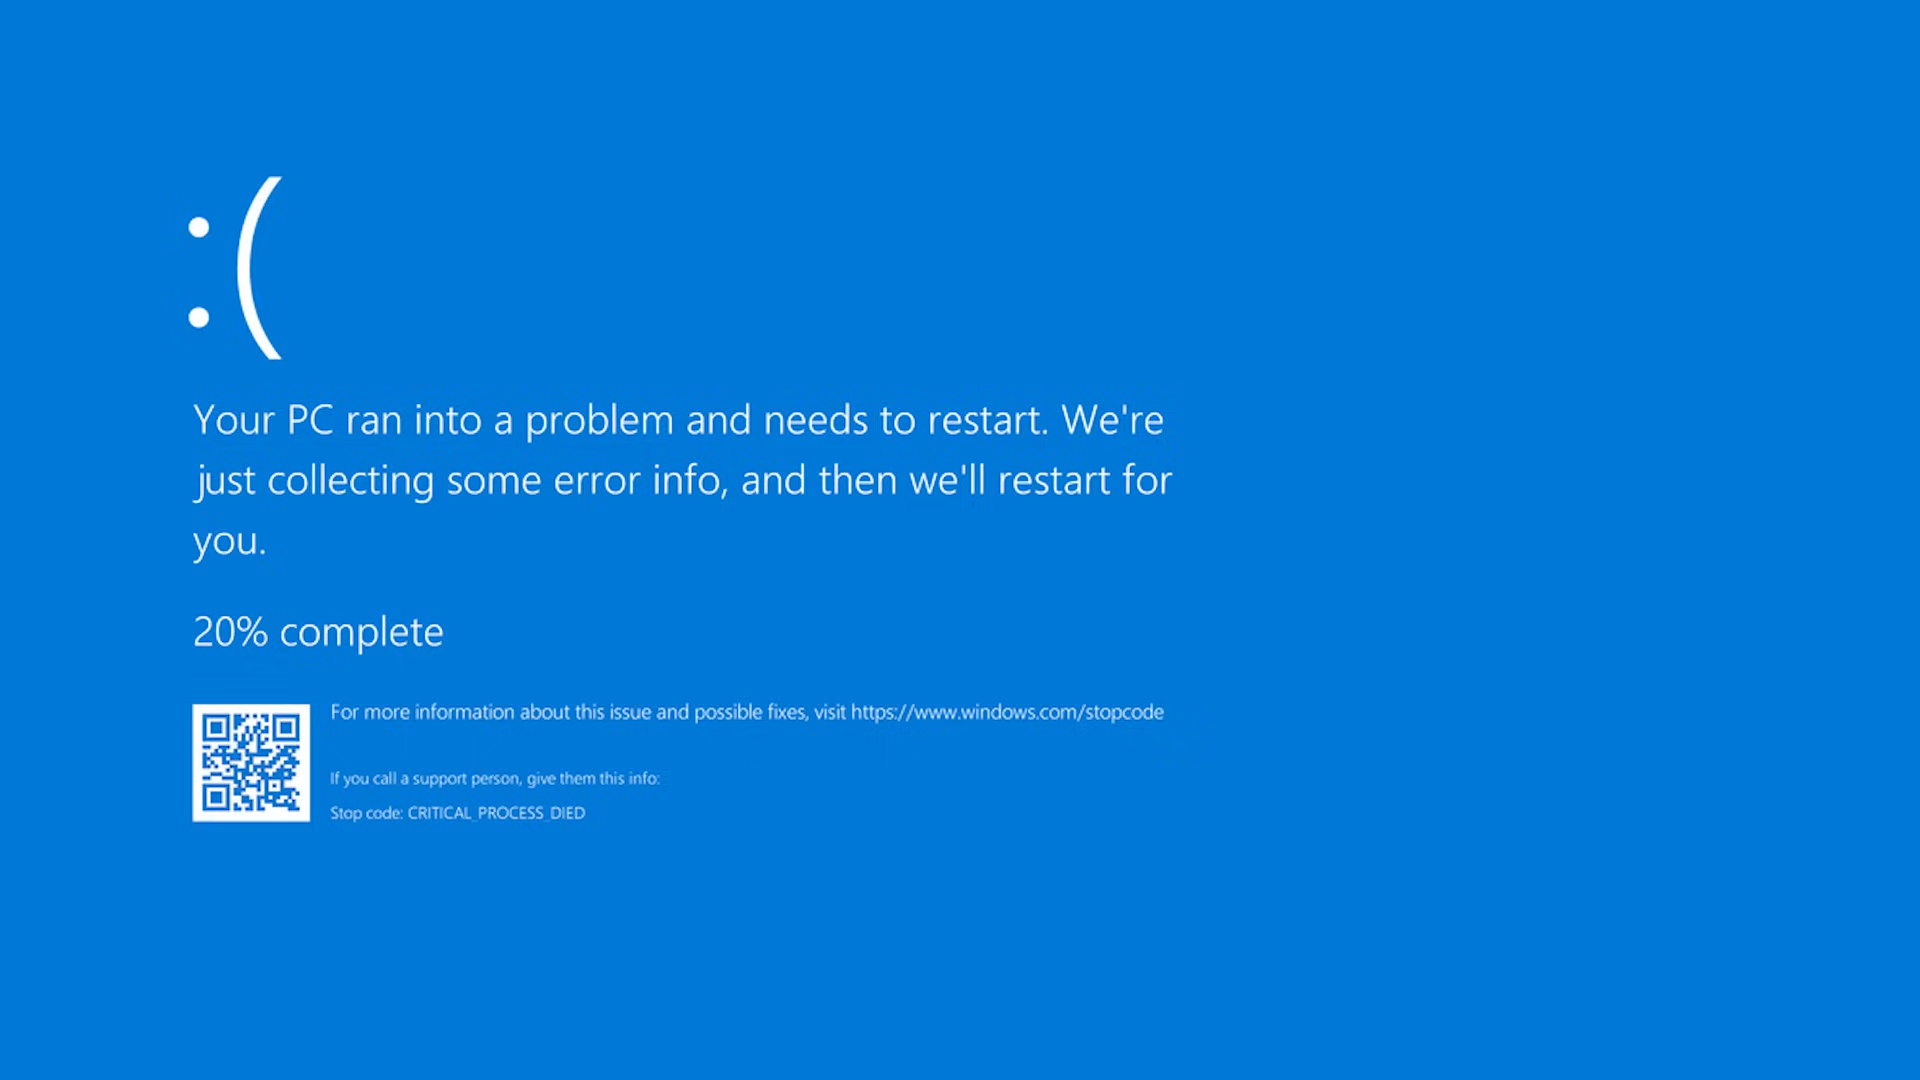 :(
Your PC ran into a problem and needs to restart. We're
just collecting some error info, and then we'll restart for
you.
20% complete
For more information about this issue and possible fixes, visit https://www.windows.com/stopcode
If you call a support person, give them this info:
Stop code: CRITICAL_PROCESS_DIED